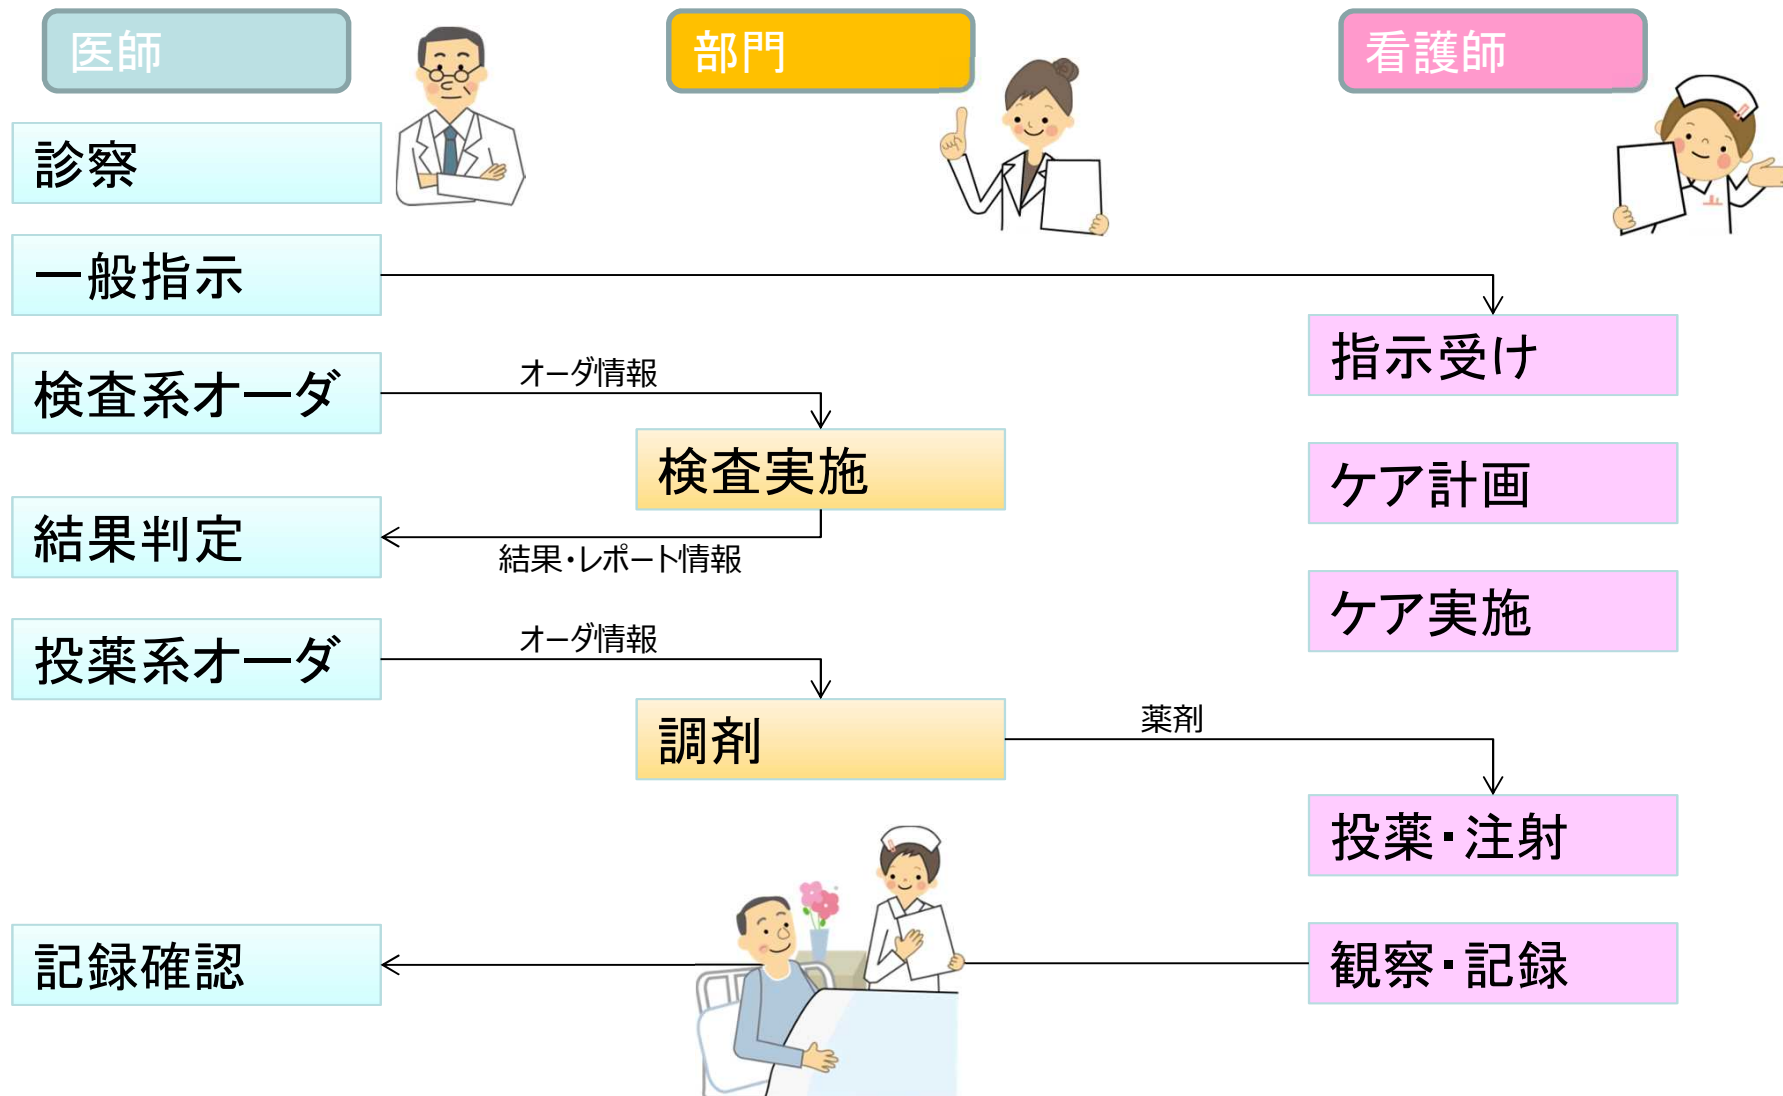 医師
部門
看護師
診察
一般指示
指示受け
検査系オーダ
オーダ情報
検査実施
ケア計画
結果判定
結果・レポート情報
ケア実施
投薬系オーダ
オーダ情報
調剤
薬剤
投薬・注射
記録確認
観察・記録